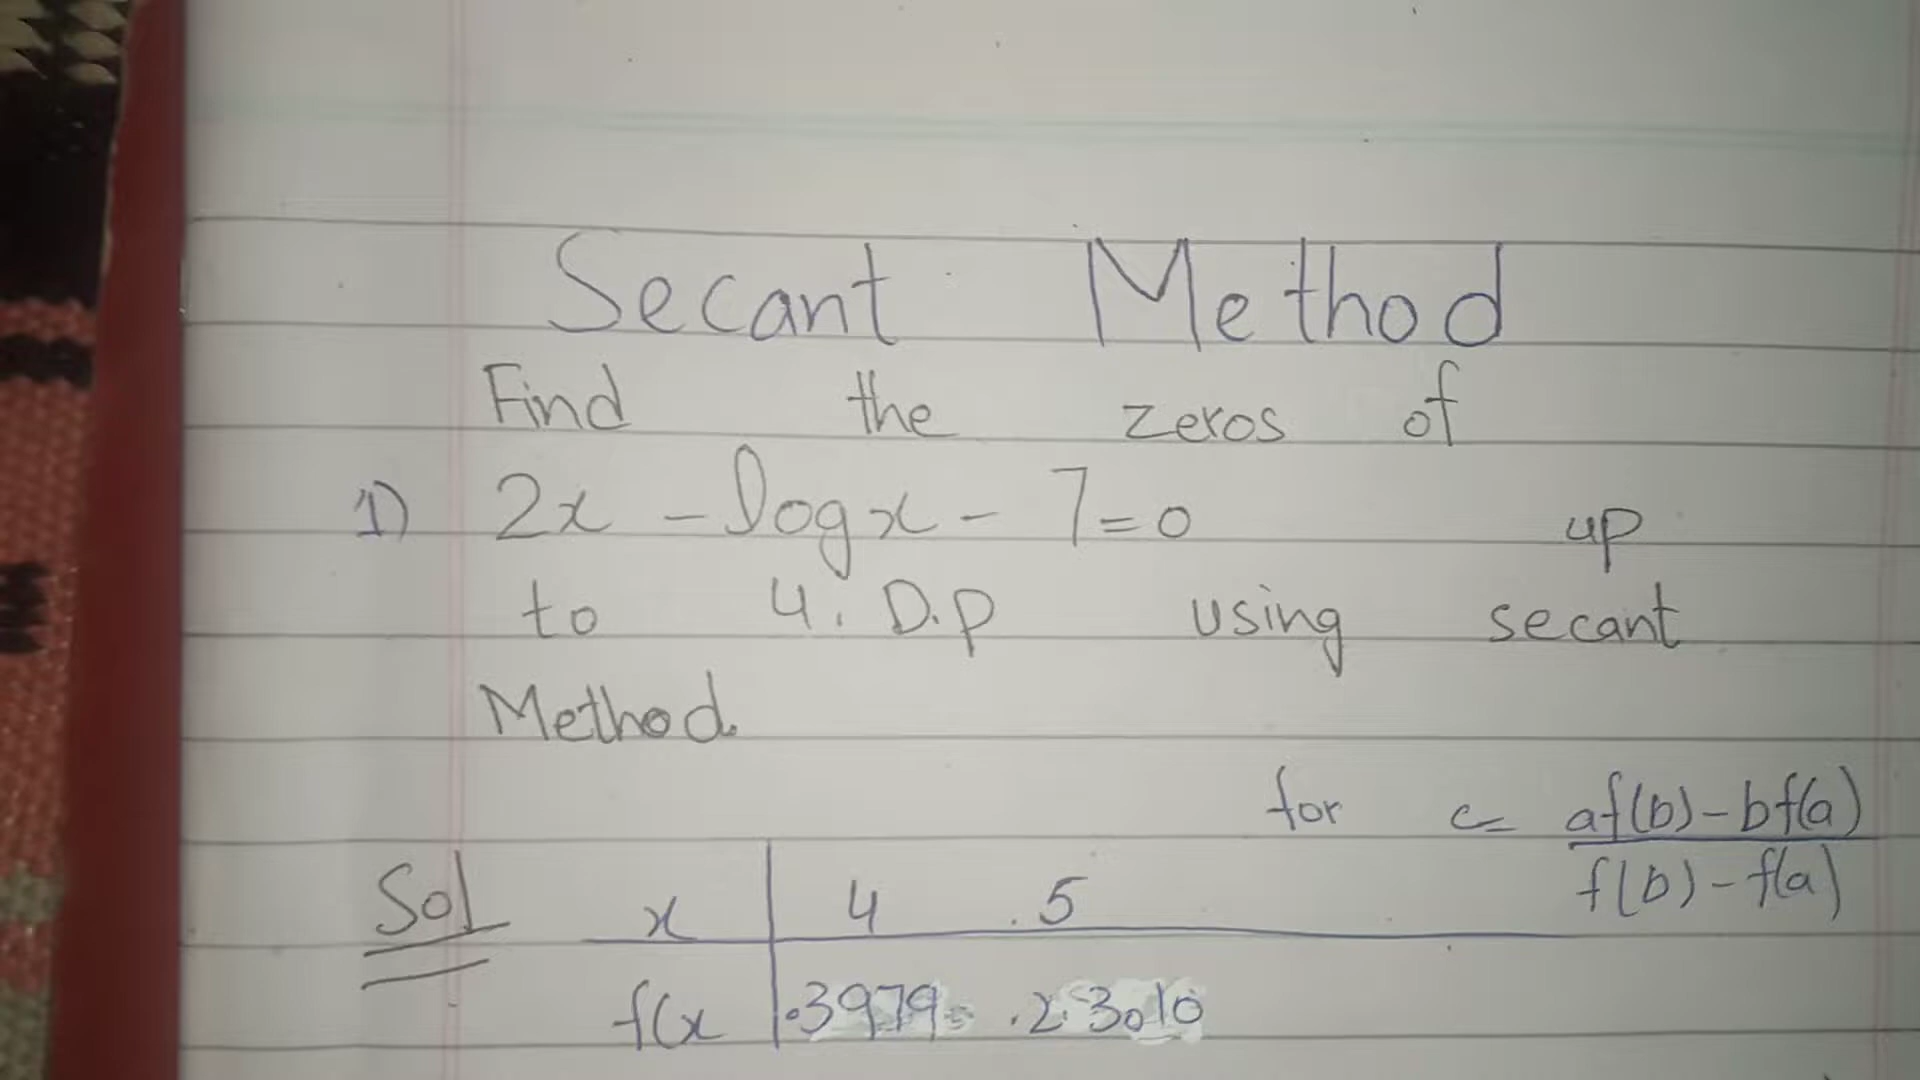 Secant Method
Find the zeros of
1) 2x - log x - 7 = 0 up
to 4. D.P using secant
Method.
for c = af(b) - bf(a) / f(b) - f(a)
Sol x | 4 .5
f(x | .3979 .2.3010